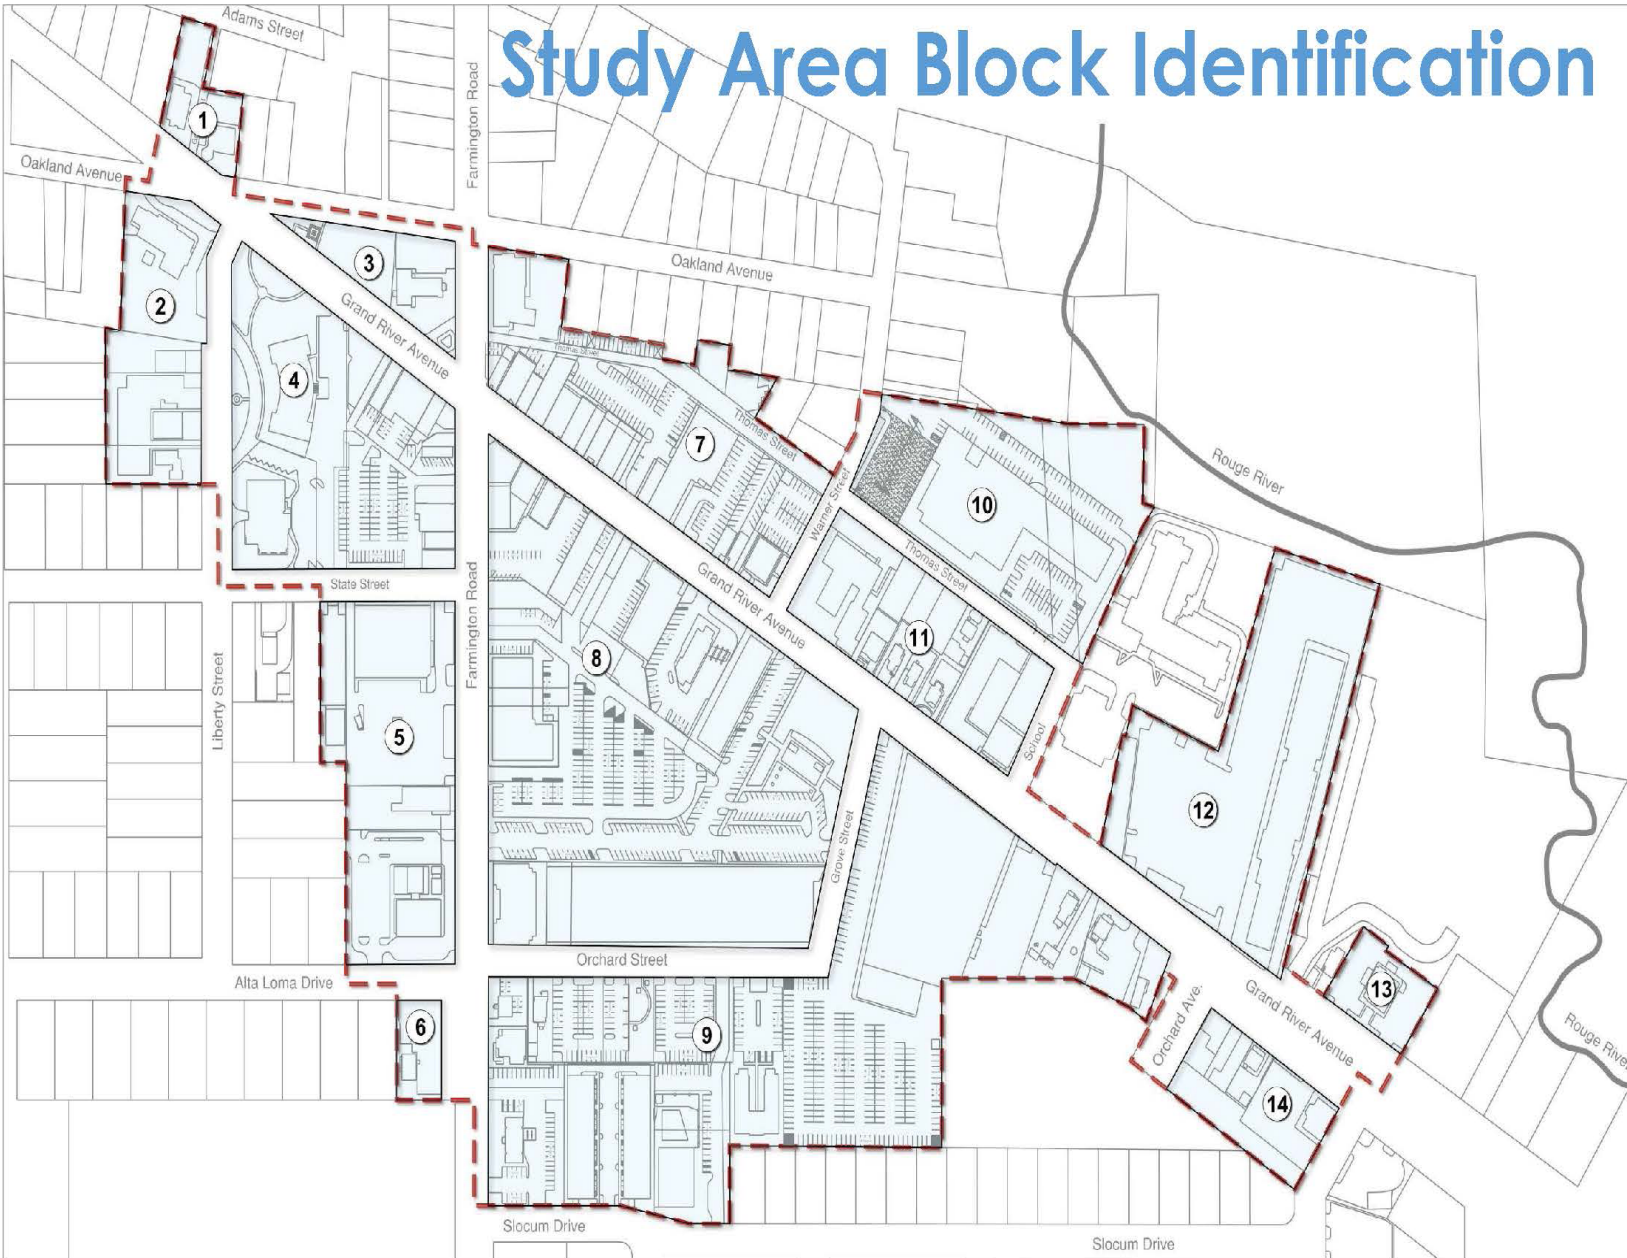 Study Area Block Identification
Adams Street
Farmington Road
1
Oakland Avenue
2
3
Oakland Avenue
Grand River Avenue
4
Thomas Street
7
Thomas Street
Rouge River
10
Warner Street
Thomas Street
State Street
Grand River Avenue
Farmington Road
11
8
Liberty Street
5
School
12
Grove Street
Orchard Street
Alta Loma Drive
13
Grand River Avenue
Orchard Ave.
6
9
Rouge River
14
Slocum Drive
Slocum Drive